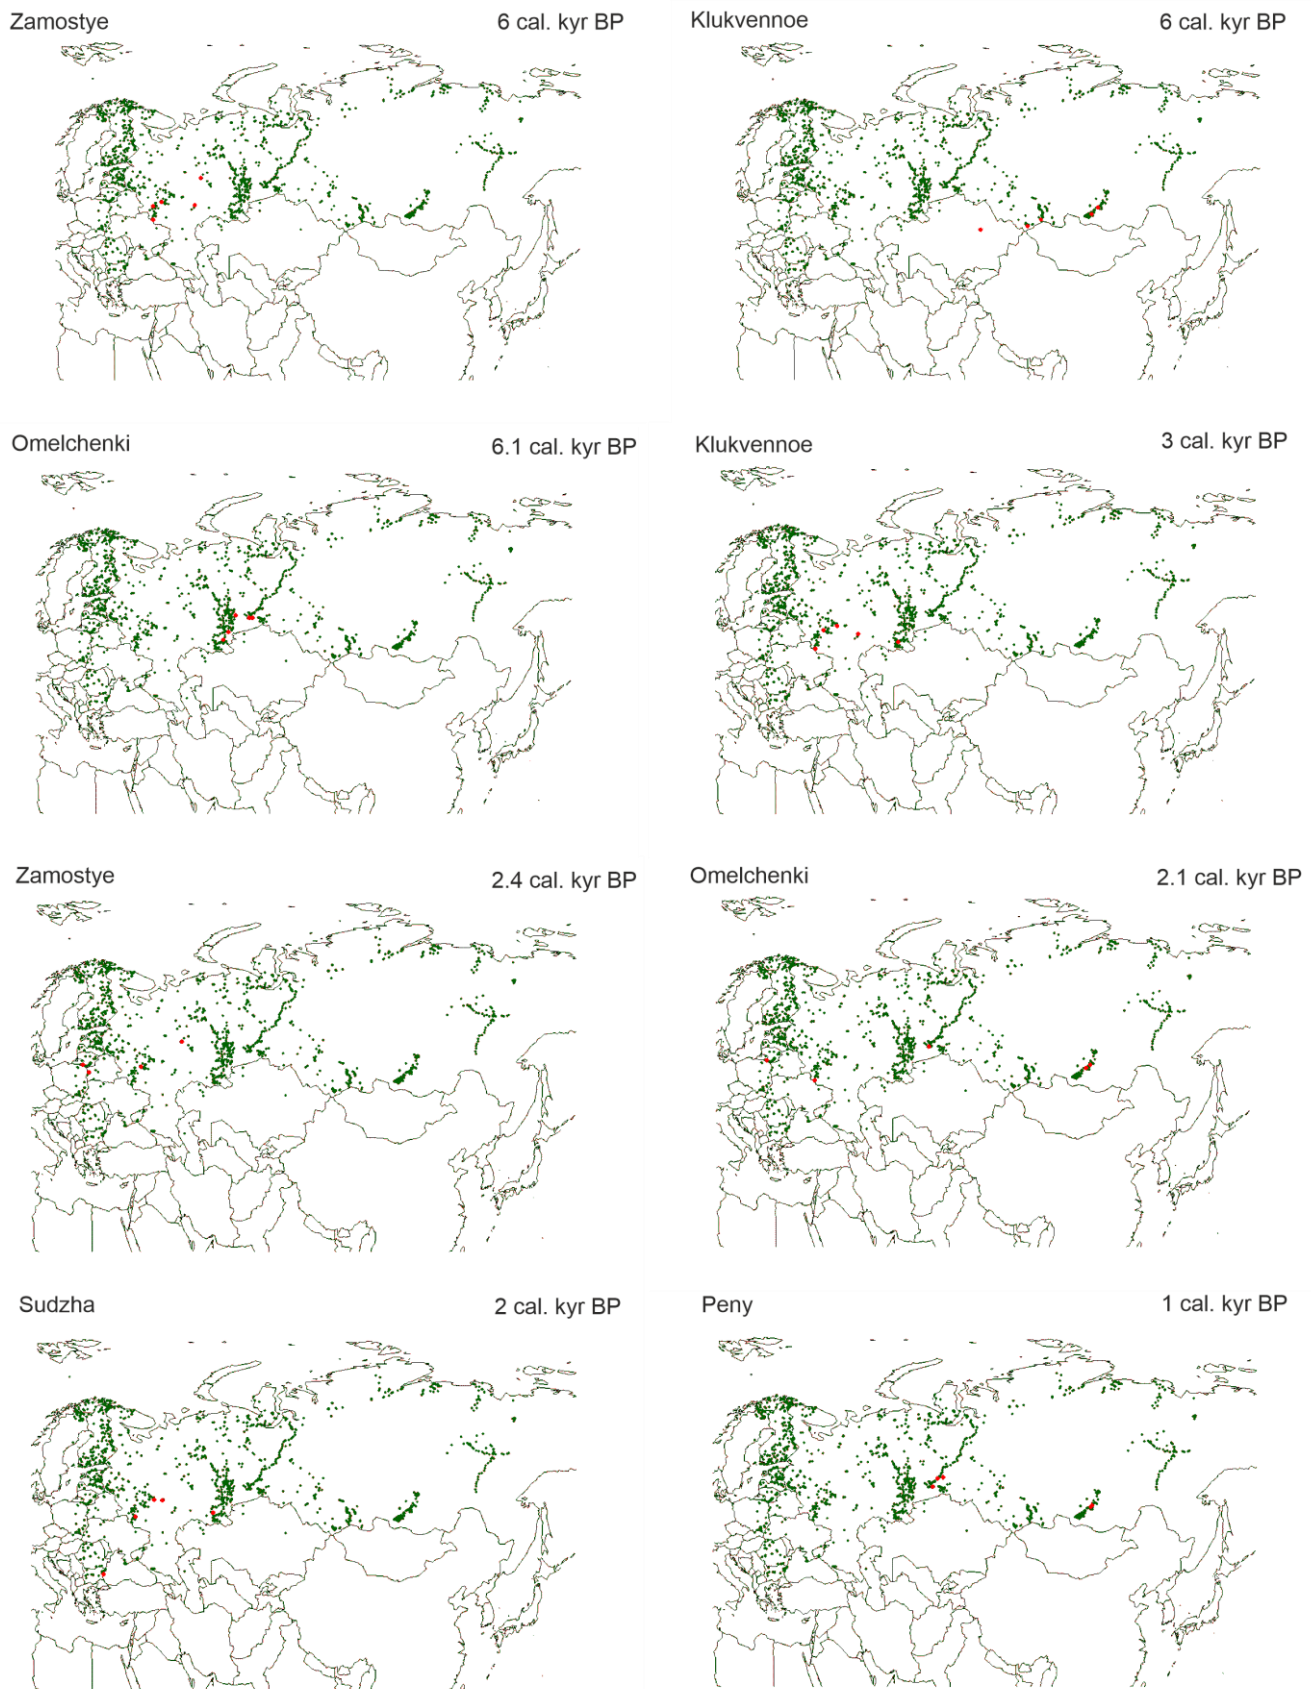 Zamostye 6 cal. kyr BP
Klukvennoe 6 cal. kyr BP
Omelchenki 6.1 cal. kyr BP
Klukvennoe 3 cal. kyr BP
Zamostye 2.4 cal. kyr BP
Omelchenki 2.1 cal. kyr BP
Sudzha 2 cal. kyr BP
Peny 1 cal. kyr BP